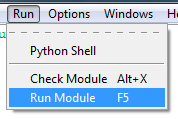 Run Options Windows
Python Shell
Check Module Alt+X
Run Module F5